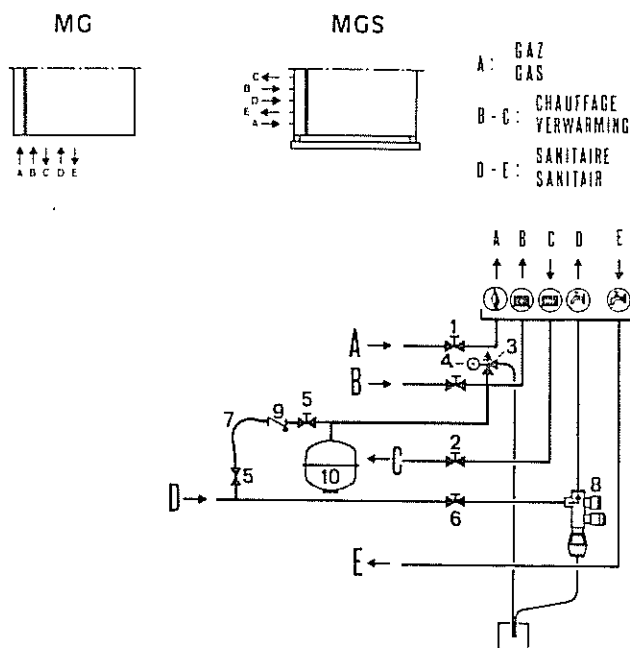 MG
MGS
C
B
D
E
A
A B C D E
A: GAZ
GAS
B-C: CHAUFFAGE
VERWARMING
D-E: SANITAIRE
SANITAIR
A B C D E
A 1
4 3
B
7 9 5
10
C 2
5
D 6 8
E